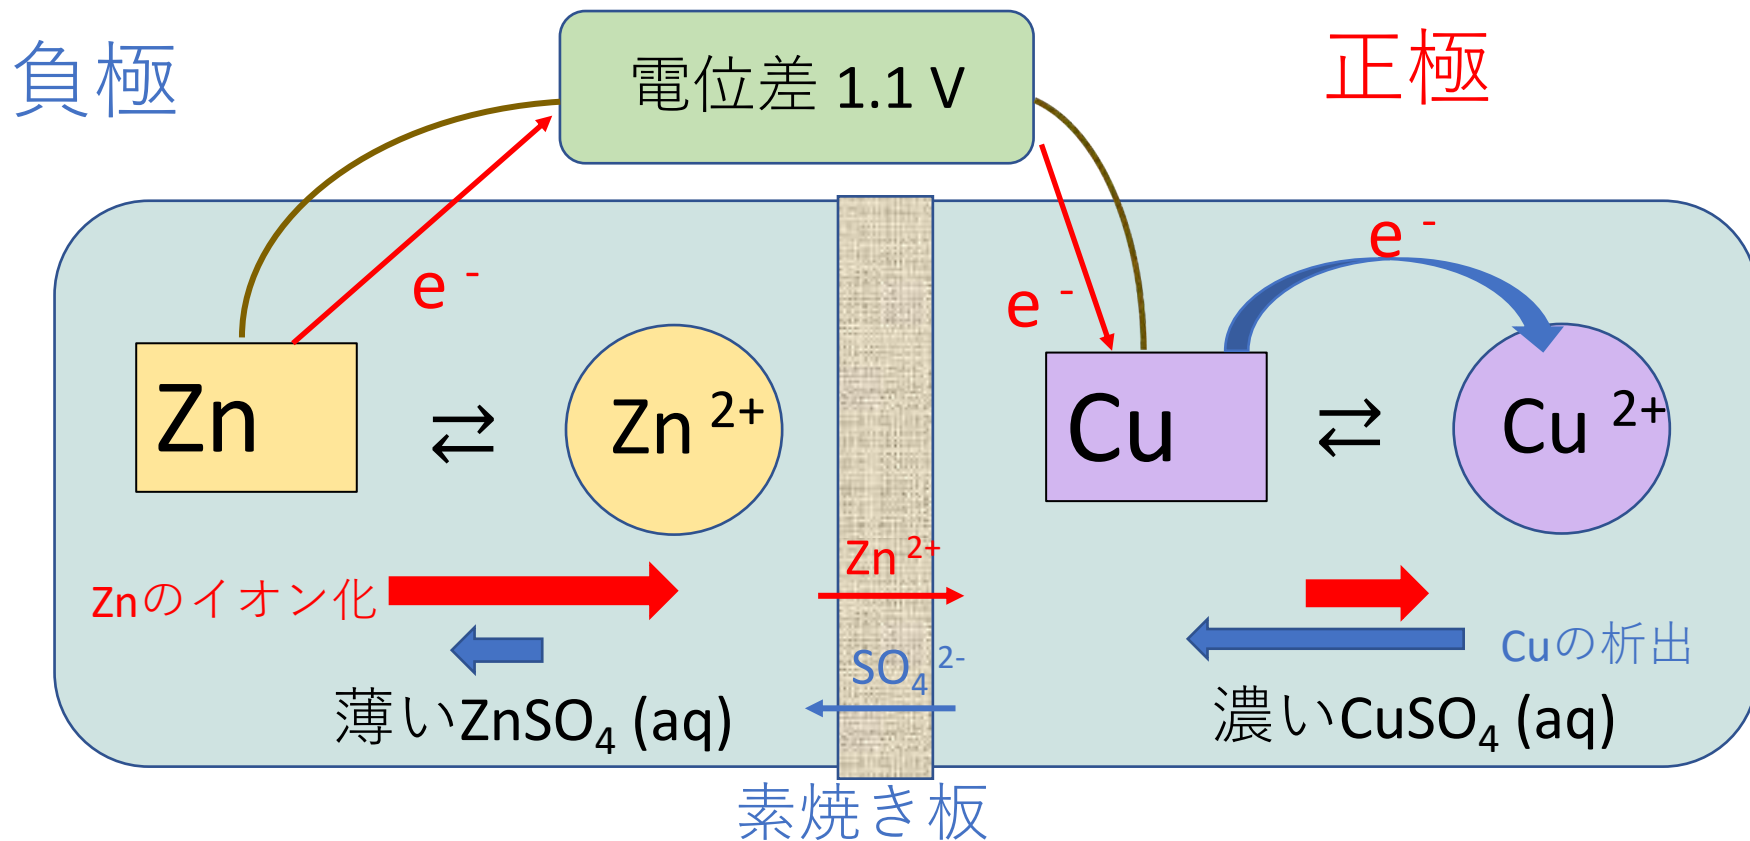 負極
電位差 1.1 V
正極
e -
e -
e -
Zn
⇄
Zn 2+
Cu
⇄
Cu 2+
Znのイオン化
Zn 2+
SO4 2-
Cuの析出
薄いZnSO4 (aq)
濃いCuSO4 (aq)
素焼き板